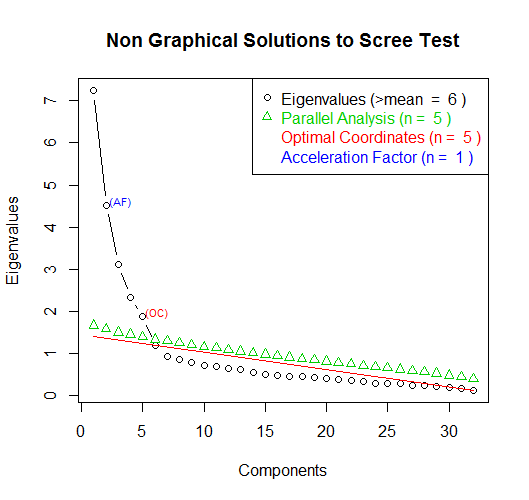 Non Graphical Solutions to Scree Test
Eigenvalues (>mean = 6 )
Parallel Analysis (n = 5 )
Optimal Coordinates (n = 5 )
Acceleration Factor (n = 1 )
(AF)
(OC)
Eigenvalues
7
6
5
4
3
2
1
0
0 5 10 15 20 25 30
Components